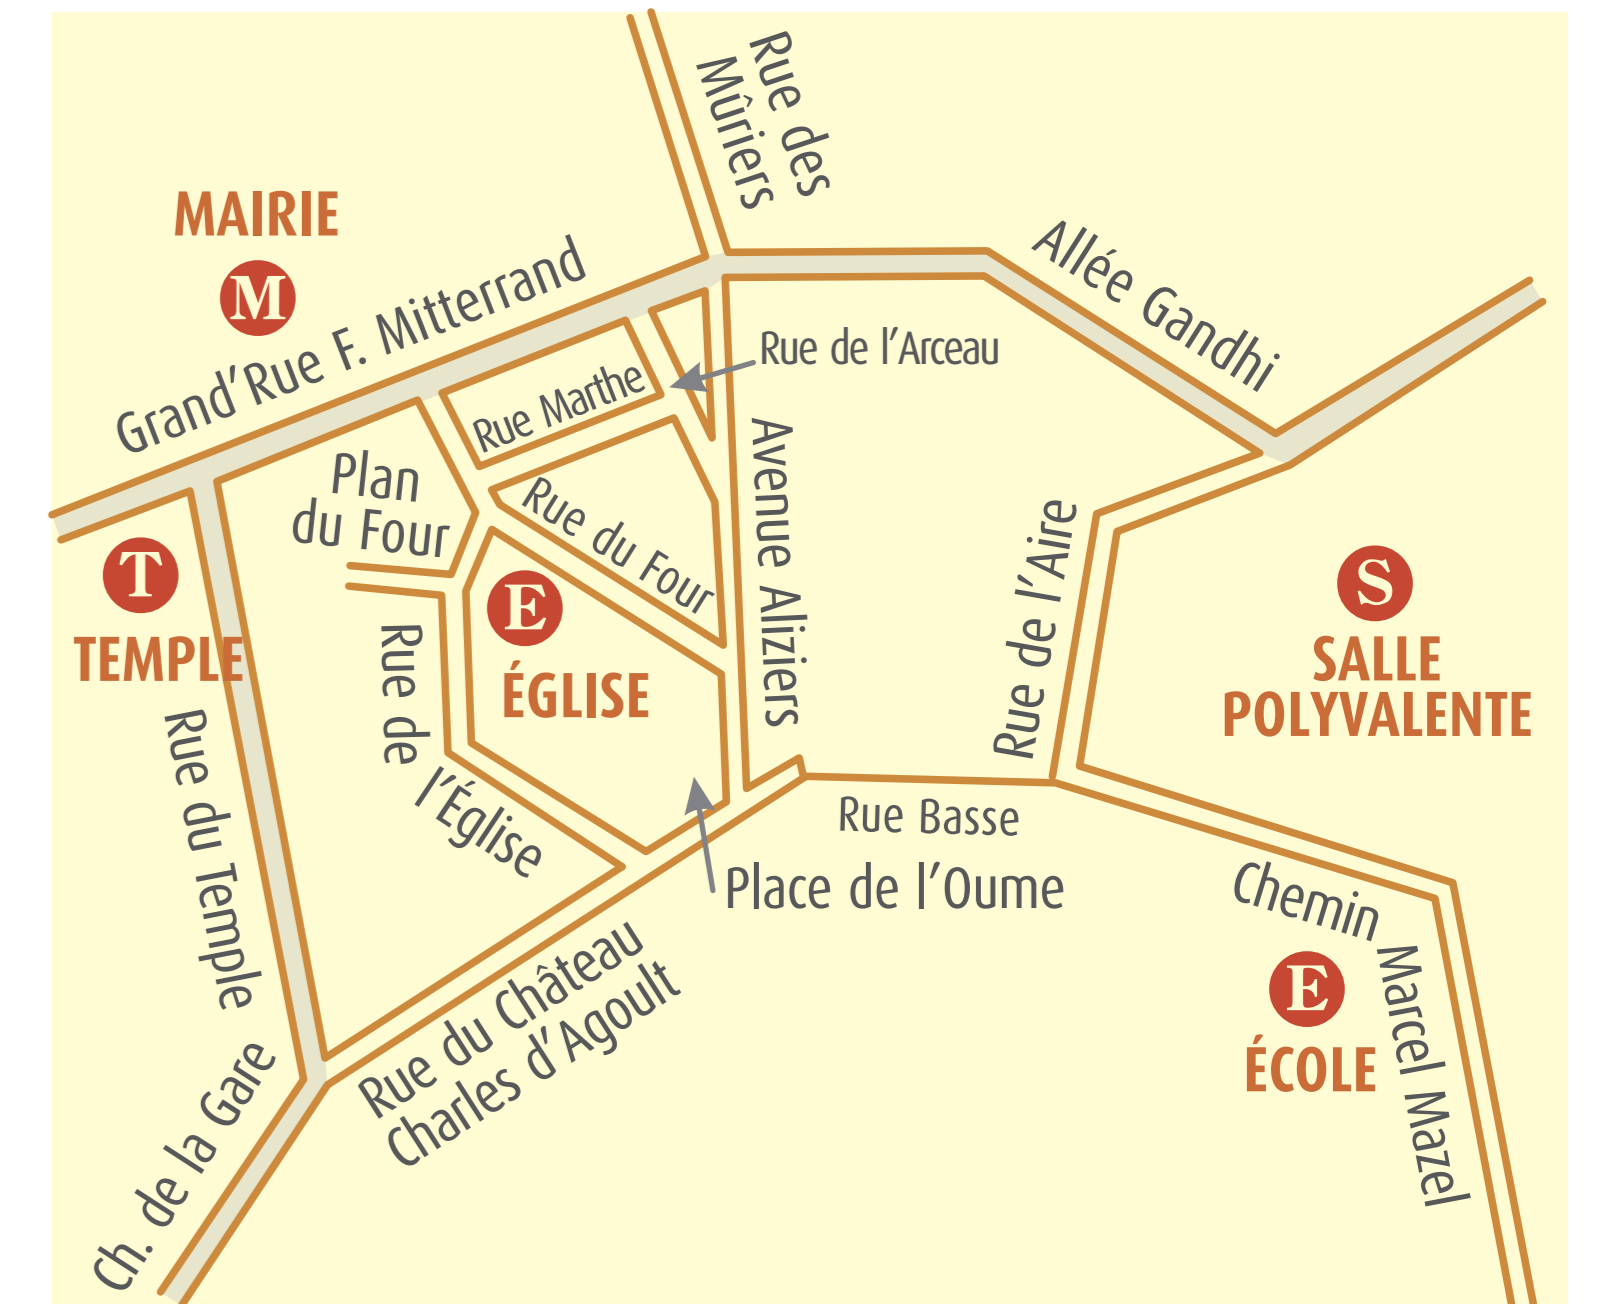 Rue des
Mûriers
MAIRIE
M
Grand'Rue F. Mitterrand
Allée Gandhi
Rue de l'Arceau
Rue Marthe
Plan
du Four
Rue du Four
Avenue Aliziers
Rue de l'Aire
T
TEMPLE
E
ÉGLISE
S
SALLE
POLYVALENTE
Rue de
l'Église
Rue du Temple
Rue Basse
Place de l'Oume
Chemin
Marcel Mazel
E
ÉCOLE
Rue du Château
Charles d'Agoult
Ch. de la Gare